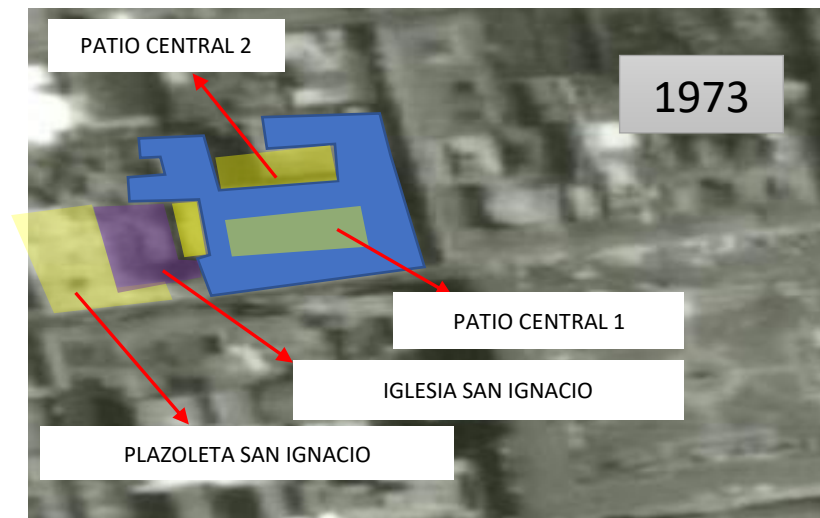 PATIO CENTRAL 2
1973
PATIO CENTRAL 1
IGLESIA SAN IGNACIO
PLAZOLETA SAN IGNACIO